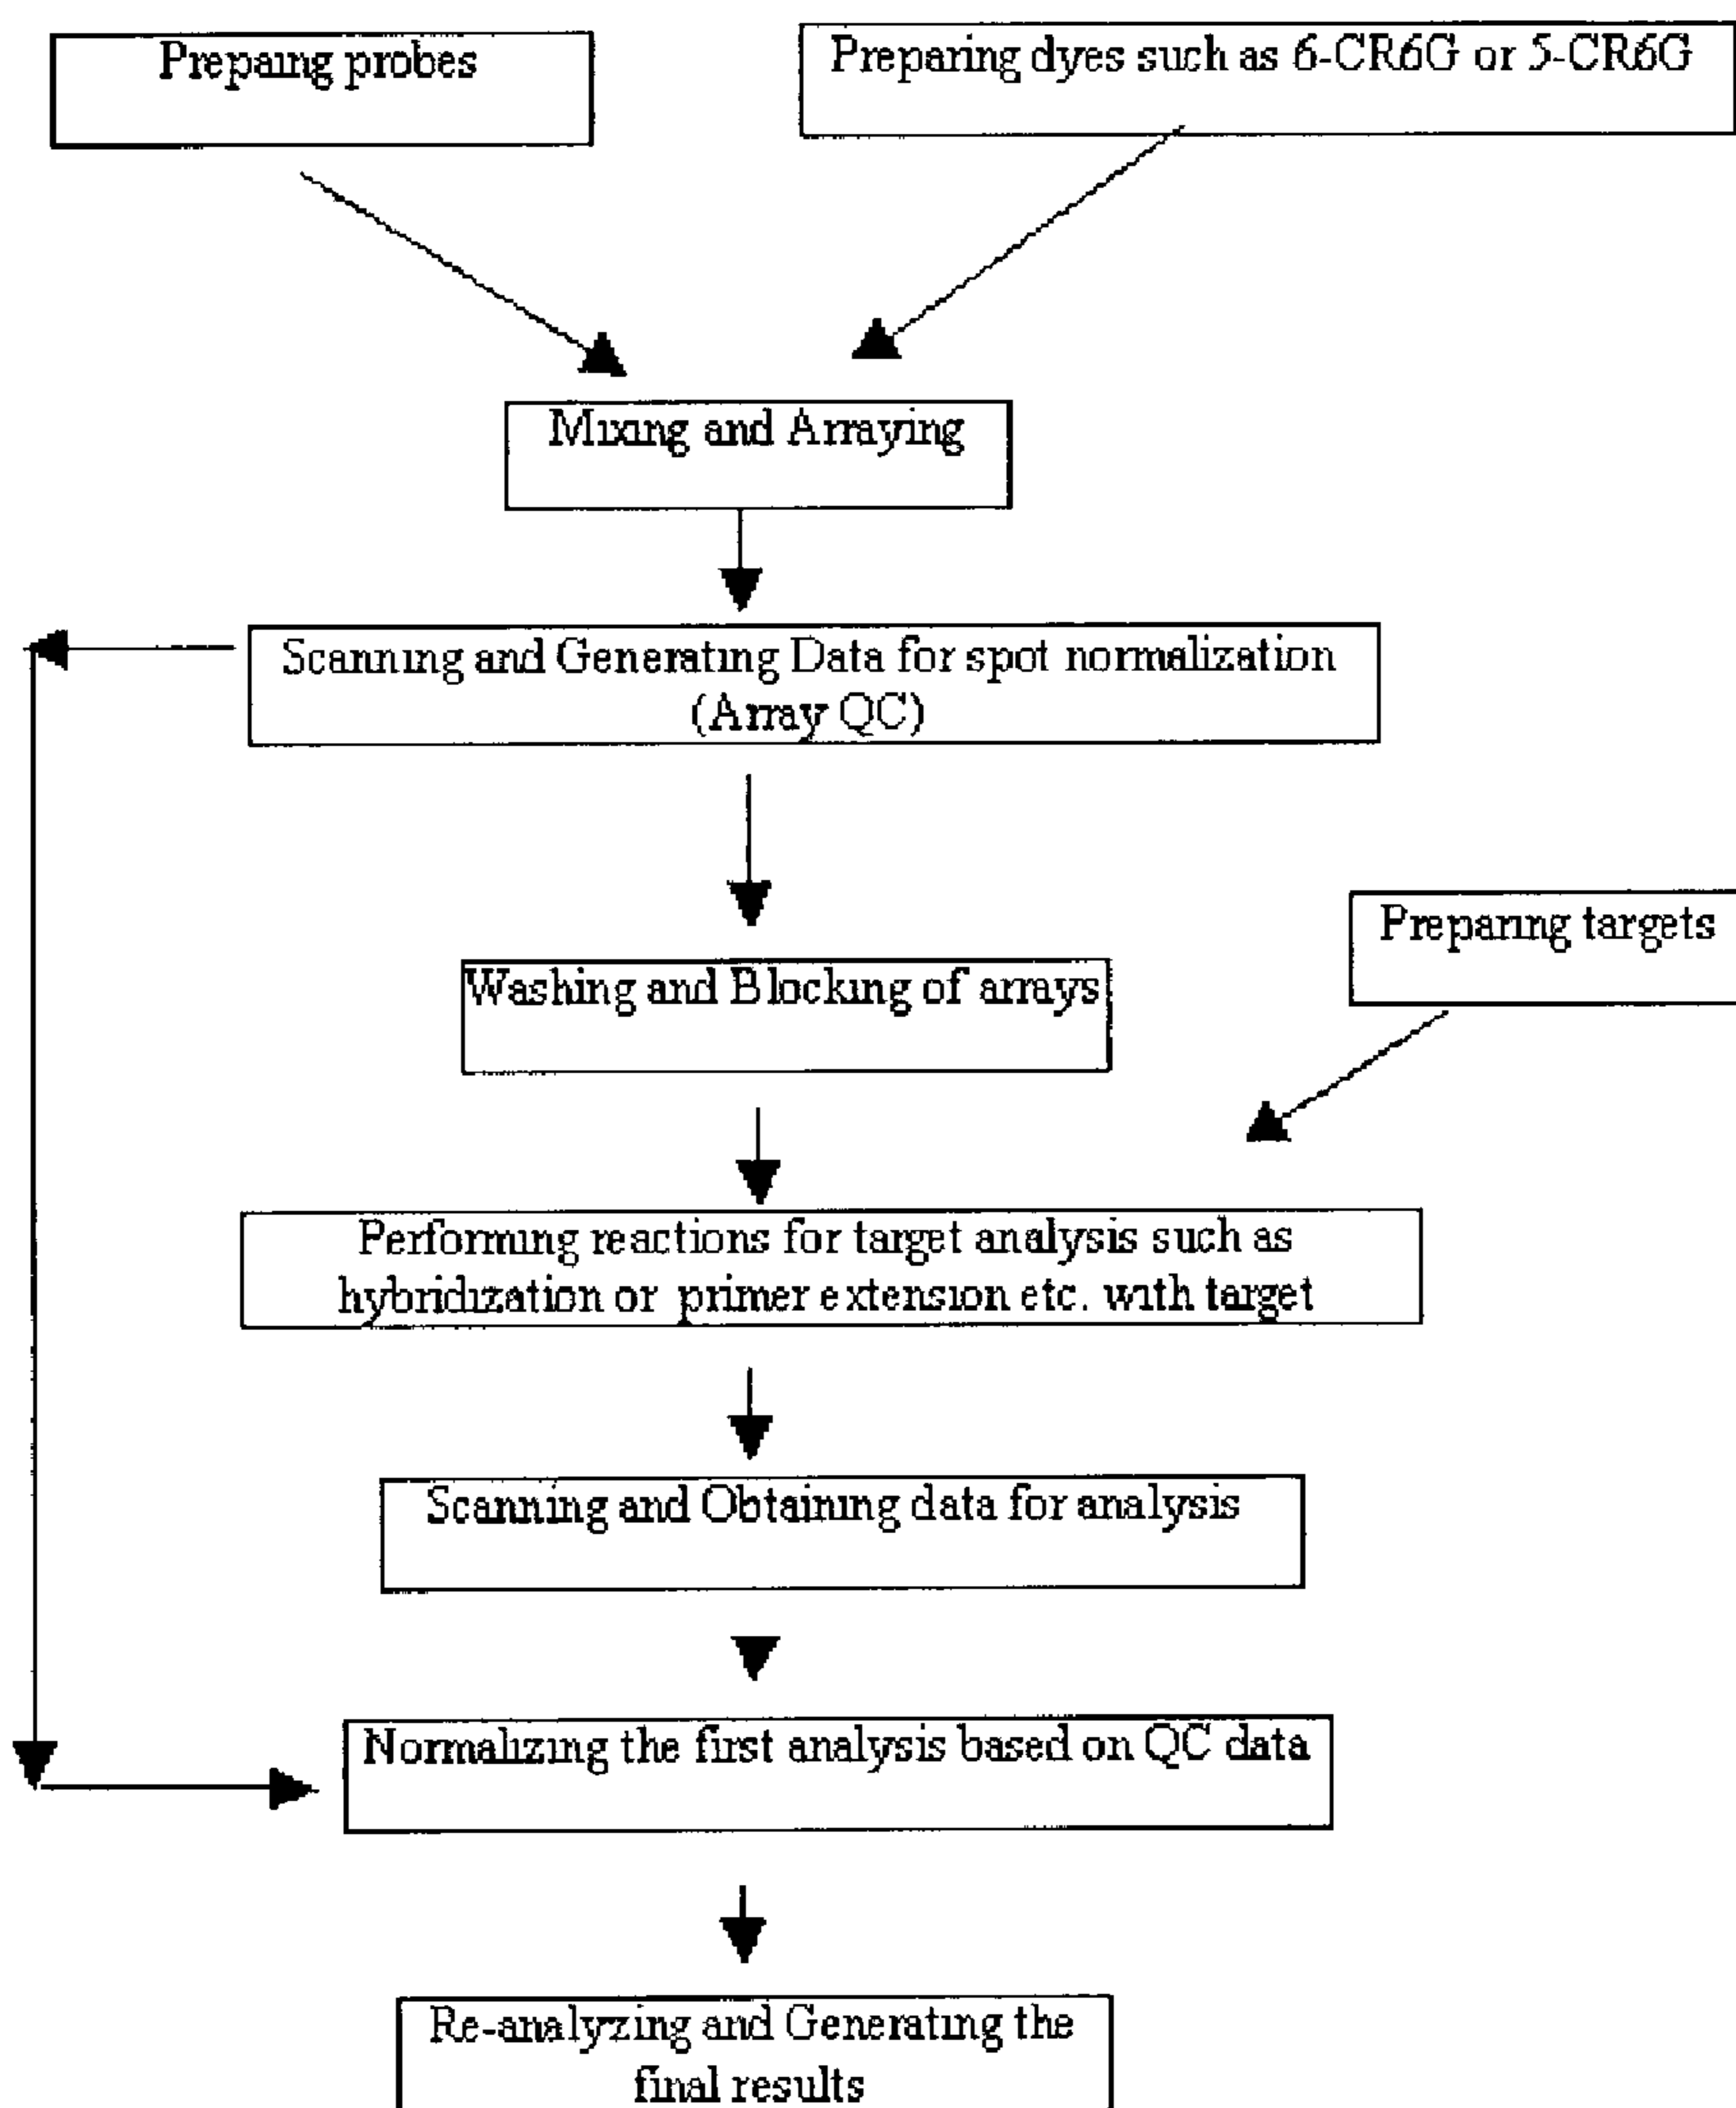 Prepaing probes
Preparing dyes such as 6-CR6G or 5-CR6G
Mixing and Arraying
Scanning and Generating Data for spot normalization
(Array QC)
Preparing targets
Washing and Blocking of arrays
Performing reactions for target analysis such as
hybridization or primer extension etc. with target
Scanning and Obtaining data for analysis
Normalizing the first analysis based on QC data
Re-analyzing and Generating the
final results